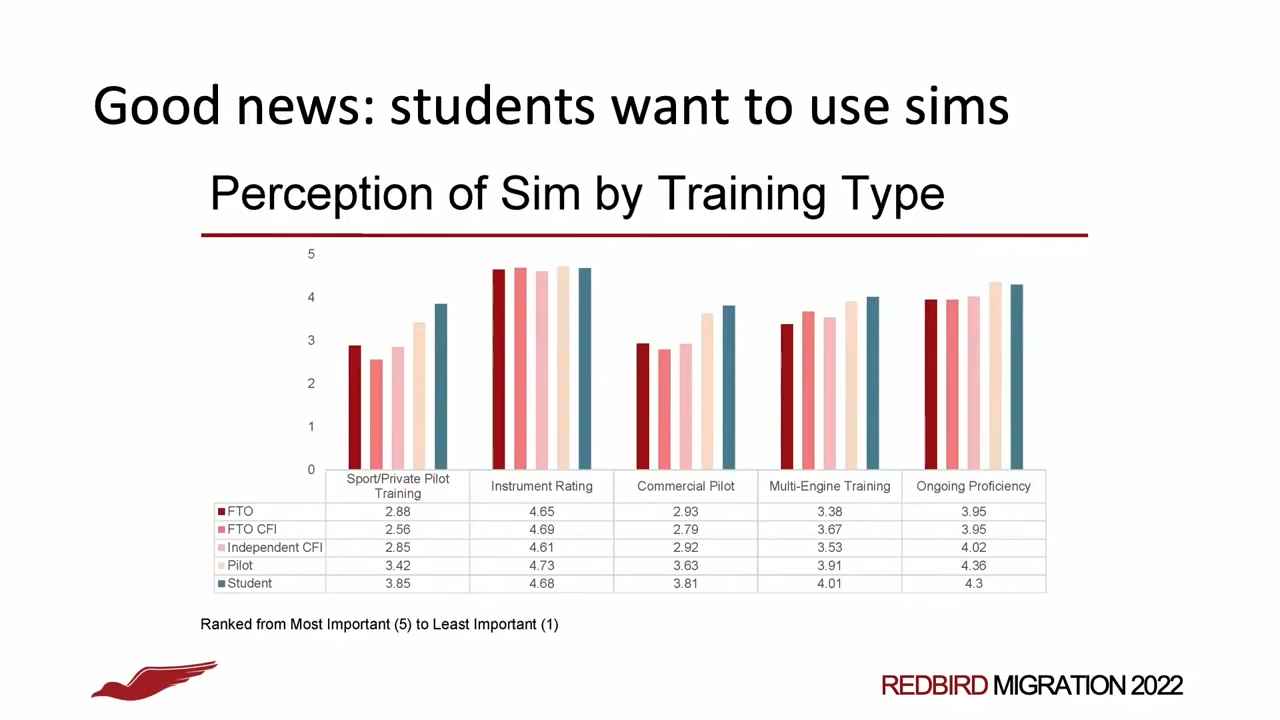 Good news: students want to use sims
Perception of Sim by Training Type
5
4
3
2
1
0
Sport/Private Pilot Training Instrument Rating Commercial Pilot Multi-Engine Training Ongoing Proficiency
FTO 2.88 4.65 2.93 3.38 3.95
FTO CFI 2.56 4.69 2.79 3.67 3.95
Independent CFI 2.85 4.61 2.92 3.53 4.02
Pilot 3.42 4.73 3.63 3.91 4.36
Student 3.85 4.68 3.81 4.01 4.3
Ranked from Most Important (5) to Least Important (1)
REDBIRD MIGRATION 2022